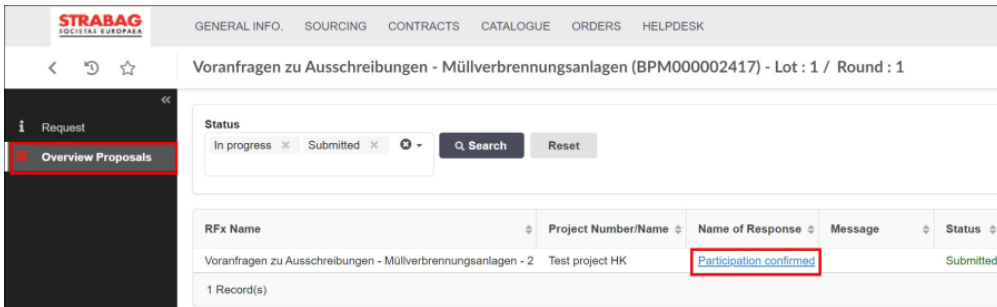 STRABAG
SOCIETAS EUROPAEA
GENERAL INFO. SOURCING CONTRACTS CATALOGUE ORDERS HELPDESK
Voranfragen zu Ausschreibungen - Müllverbrennungsanlagen (BPM000002417) - Lot : 1 / Round : 1
Request
Overview Proposals
Status
In progress Submitted Search Reset
RFx Name Project Number/Name Name of Response Message Status
Voranfragen zu Ausschreibungen - Müllverbrennungsanlagen - 2 Test project HK Participation confirmed Submitted
1 Record(s)